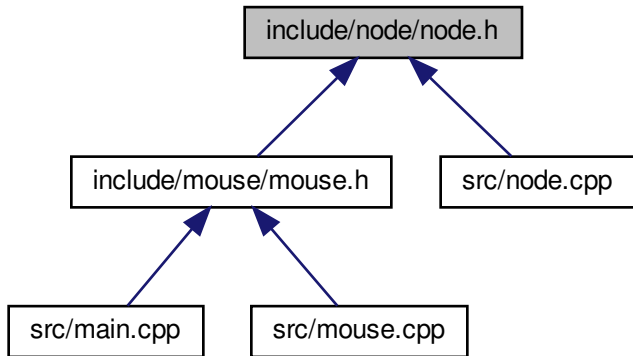 include/node/node.h
include/mouse/mouse.h
src/node.cpp
src/main.cpp
src/mouse.cpp